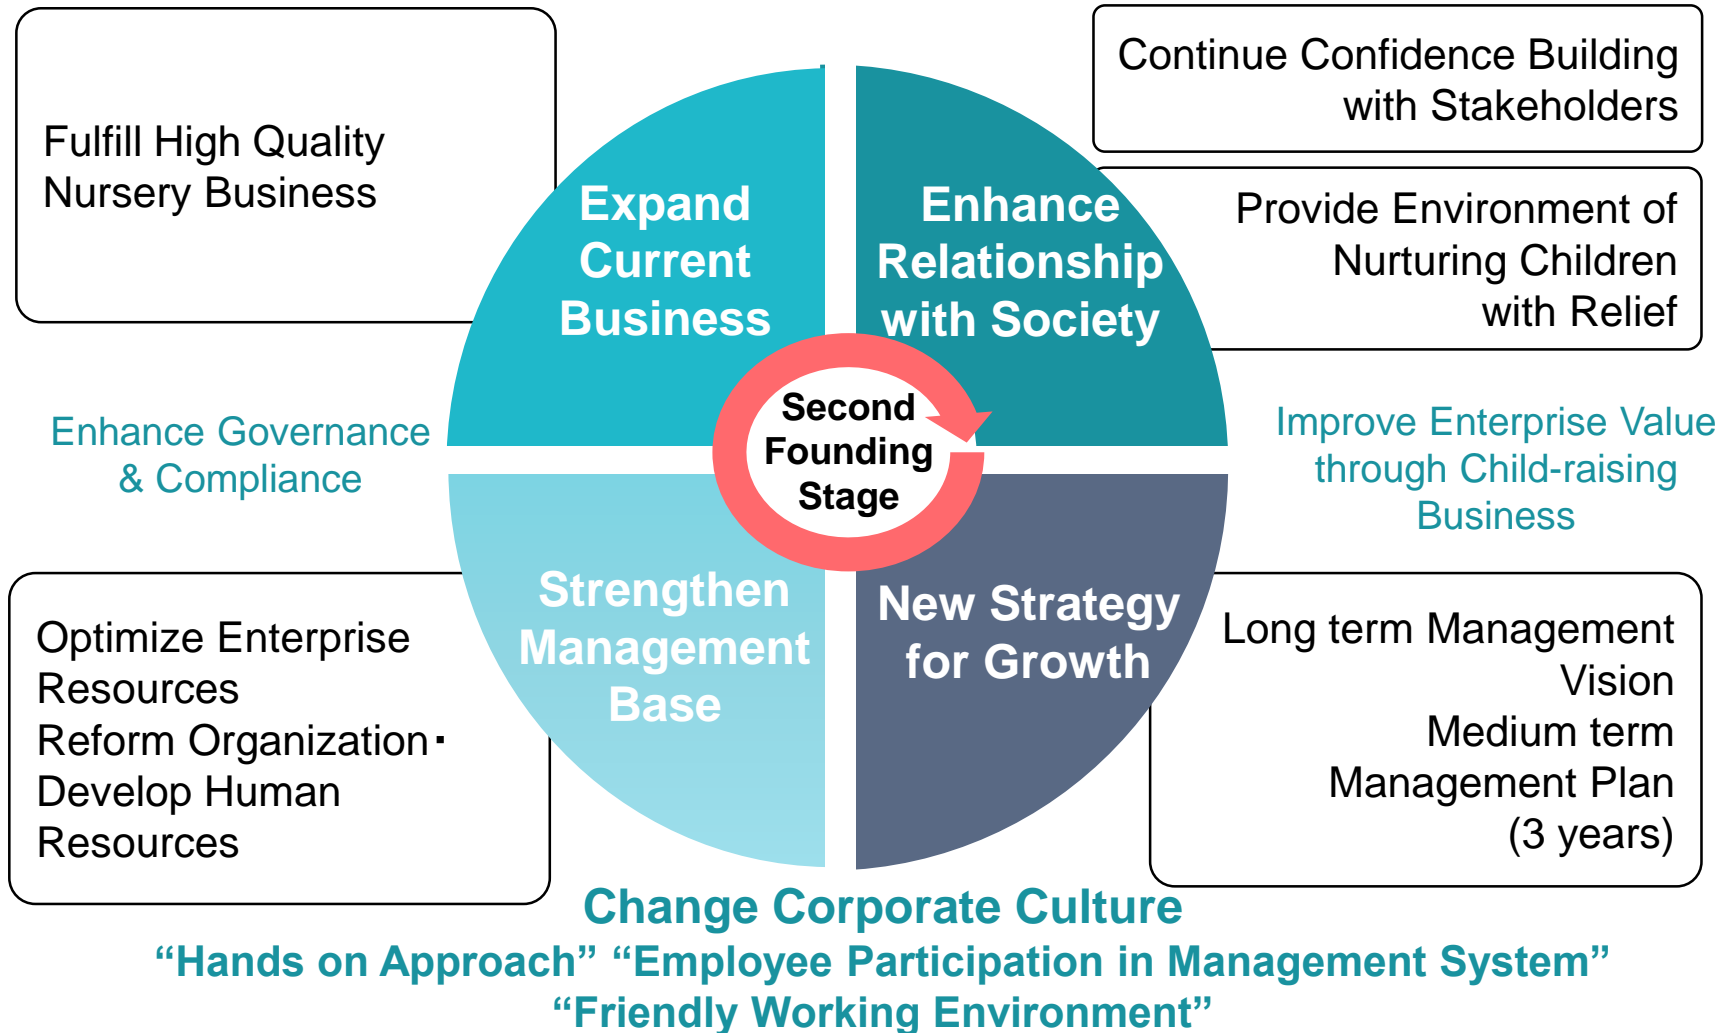 Fulfill High Quality
Nursery Business
Continue Confidence Building
with Stakeholders
Provide Environment of
Nurturing Children
with Relief
Expand
Current
Business
Enhance
Relationship
with Society
Second
Founding
Stage
Enhance Governance
& Compliance
Improve Enterprise Value
through Child-raising
Business
Strengthen
Management
Base
New Strategy
for Growth
Optimize Enterprise
Resources
Reform Organization・
Develop Human
Resources
Long term Management
Vision
Medium term
Management Plan
(3 years)
Change Corporate Culture
“Hands on Approach” “Employee Participation in Management System”
“Friendly Working Environment”